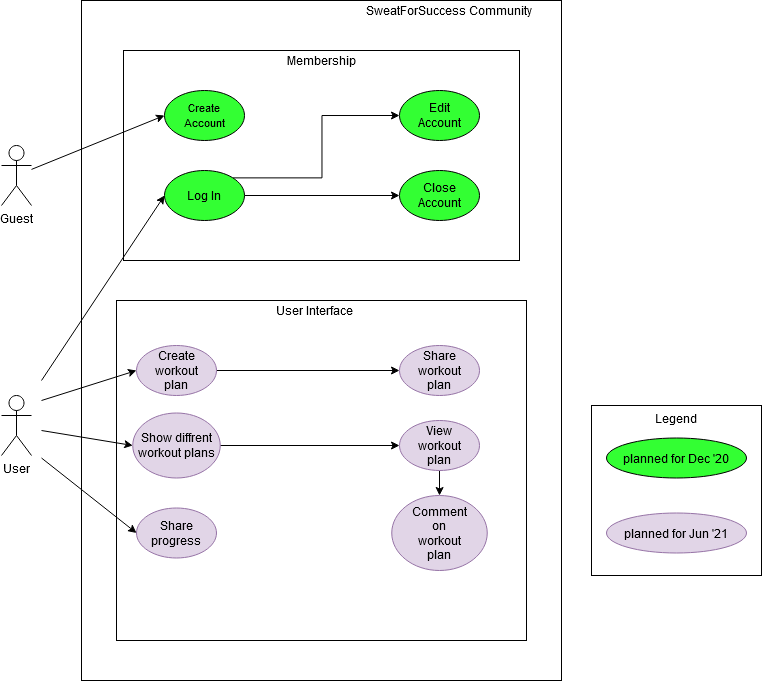 SweatForSuccess Community
Membership
Create
Account
Edit
Account
Log In
Close
Account
Guest
User Interface
Create
workout
plan
Share
workout
plan
Show diffrent
workout plans
View
workout
plan
Share
progress
Comment
on
workout
plan
User
Legend
planned for Dec '20
planned for Jun '21